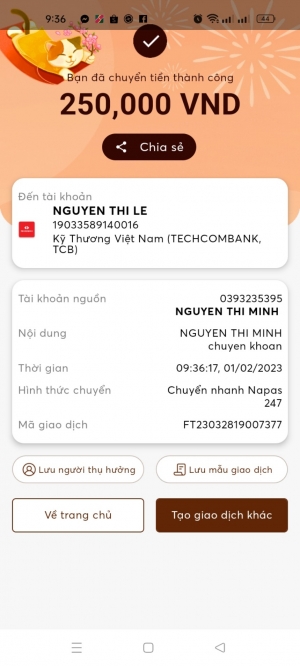 9:36
44
Bạn đã chuyển tiền thành công
250,000 VND
Chia sẻ
Đến tài khoản
NGUYEN THI LE
19033589140016
Kỹ Thương Việt Nam (TECHCOMBANK,
TCB)
Tài khoản nguồn 0393235395
NGUYEN THI MINH
Nội dung NGUYEN THI MINH
chuyen khoan
Thời gian 09:36:17, 01/02/2023
Hình thức chuyển Chuyển nhanh Napas
247
Mã giao dịch FT23032819007377
Lưu người thụ hưởng Lưu mẫu giao dịch
Về trang chủ Tạo giao dịch khác